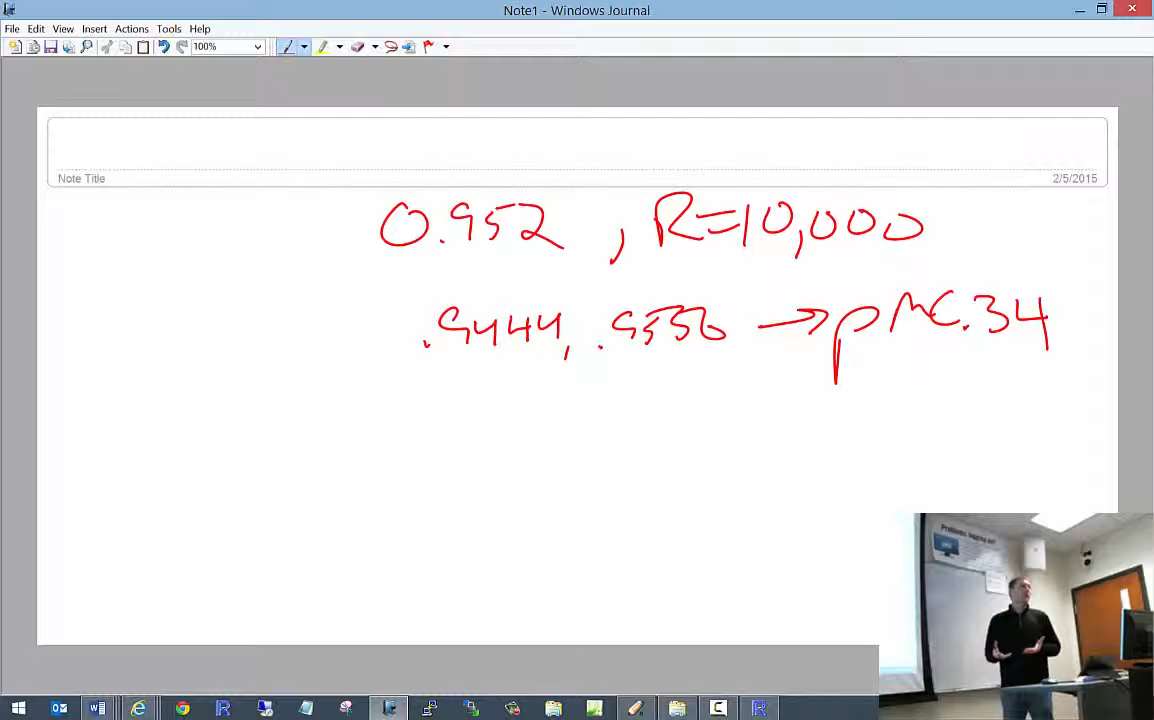 Note1 - Windows Journal
File Edit View Insert Actions Tools Help
100%
Note Title
2/5/2015
0.952 , R=10,000
.9444, .9556 → pMC.34